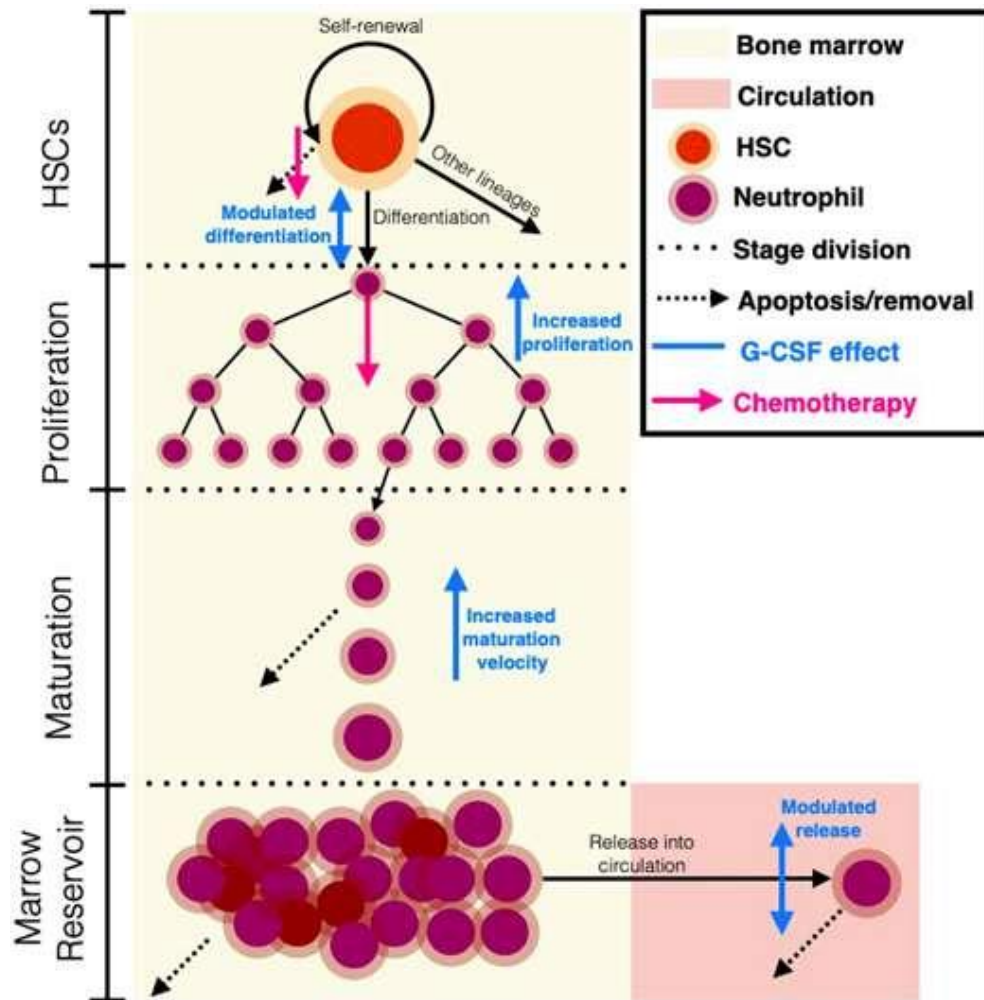 Self-renewal
HSCs
Other lineages
Modulated
differentiation
Differentiation
Proliferation
Increased
proliferation
Maturation
Increased
maturation
velocity
Marrow
Reservoir
Release into
circulation
Modulated
release
Bone marrow
Circulation
HSC
Neutrophil
Stage division
Apoptosis/removal
G-CSF effect
Chemotherapy